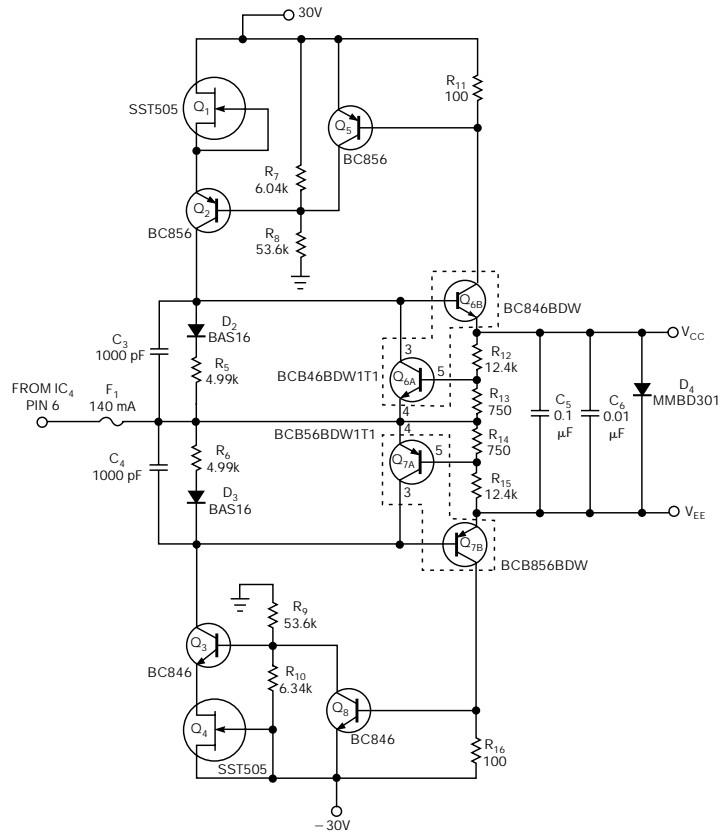 30V
R11
100
SST505
Q1
Q5
BC856
R7
6.04k
Q2
BC856
R8
53.6k
Q6B
BC846BDW
VCC
C3
1000 pF
D2
BAS16
R5
4.99k
3
BCB46BDW1T1
Q6A
5
4
R12
12.4k
R13
750
C5
0.1
µF
C6
0.01
µF
D4
MMBD301
FROM IC4
PIN 6
F1
140 mA
BCB56BDW1T1
4
R14
750
C4
1000 pF
R6
4.99k
Q7A
5
3
R15
12.4k
D3
BAS16
VEE
Q7B
BCB856BDW
R9
53.6k
Q3
BC846
R10
6.34k
Q4
SST505
Q8
BC846
R16
100
−30V